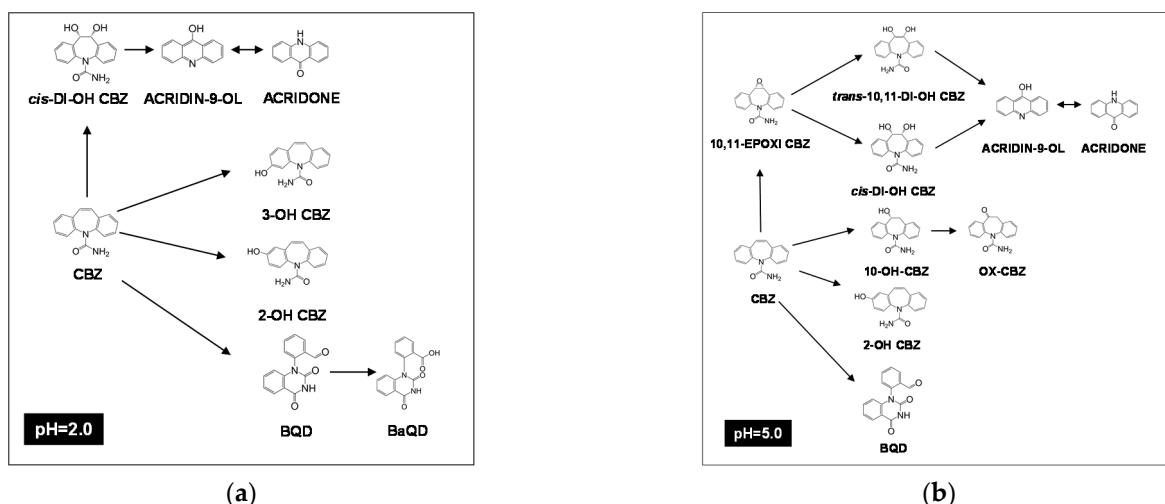 OH OH
O NH₂
cis-DI-OH CBZ
OH
N
ACRIDIN-9-OL
H
N
O
ACRIDONE
HO
N
H₂N O
3-OH CBZ
N
O NH₂
CBZ
HO
N
H₂N O
2-OH CBZ
O
N O
NH
O
BQD
OH
O
N O
NH
O
BaQD
pH=2.0
(a)
HO OH
N
O NH₂
trans-10,11-DI-OH CBZ
O
N
O NH₂
10,11-EPOXI CBZ
HO OH
N
O NH₂
cis-DI-OH CBZ
OH
N
ACRIDIN-9-OL
H
N
O
ACRIDONE
N
O NH₂
CBZ
HO
N
O NH₂
10-OH-CBZ
O
N
O NH₂
OX-CBZ
HO
N
H₂N O
2-OH CBZ
O
N O
NH
O
BQD
pH=5.0
(b)